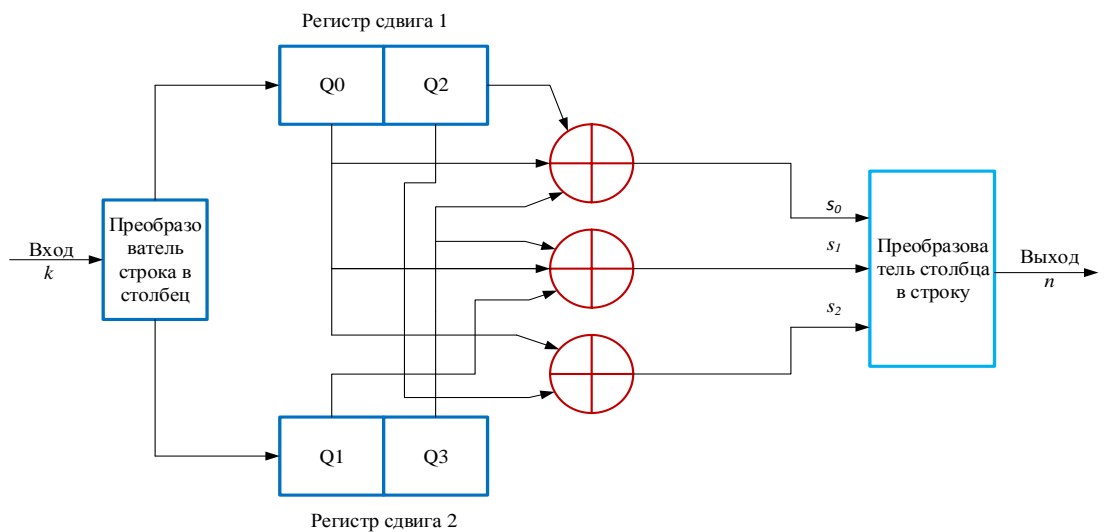 Регистр сдвига 1
Q0
Q2
Вход
k
Преобразо
ватель
строка в
столбец
s0
s1
s2
Преобразова
тель столбца
в строку
Выход
n
Q1
Q3
Регистр сдвига 2